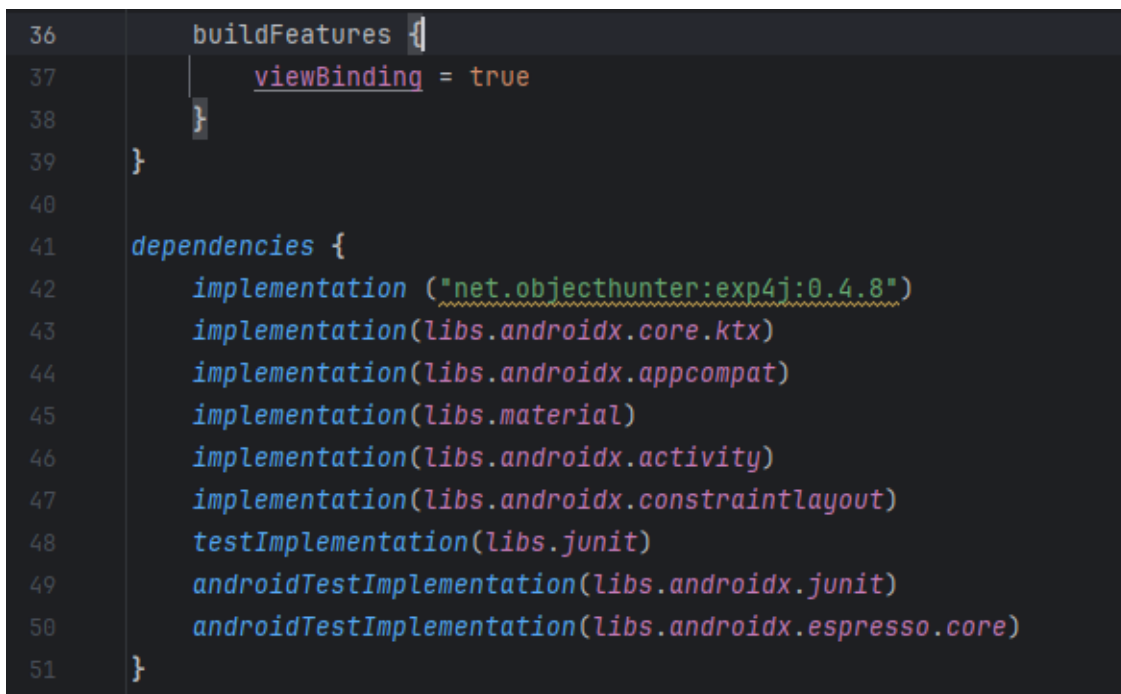 36 buildFeatures {
37 viewBinding = true
38 }
39 }
40
41 dependencies {
42 implementation ("net.objecthunter:exp4j:0.4.8")
43 implementation(libs.androidx.core.ktx)
44 implementation(libs.androidx.appcompat)
45 implementation(libs.material)
46 implementation(libs.androidx.activity)
47 implementation(libs.androidx.constraintlayout)
48 testImplementation(libs.junit)
49 androidTestImplementation(libs.androidx.junit)
50 androidTestImplementation(libs.androidx.espresso.core)
51 }